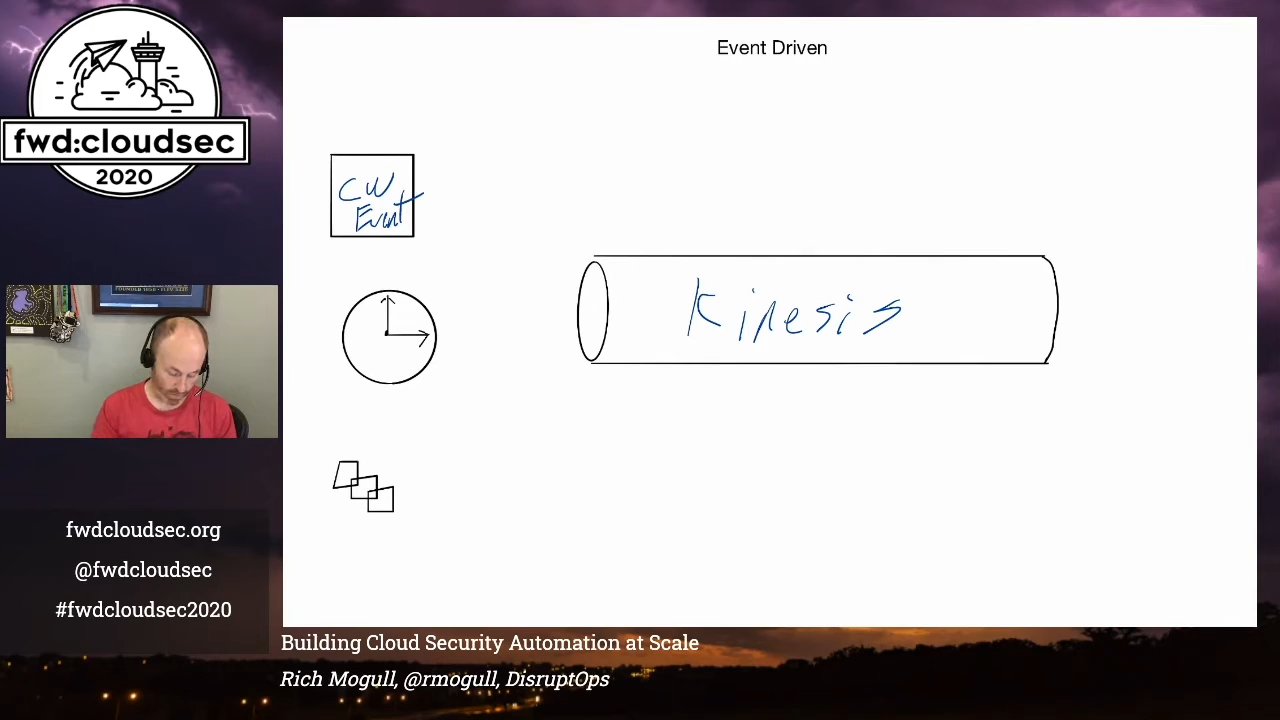 fwd:cloudsec
2020
Event Driven
CW
Event
Kinesis
fwdcloudsec.org
@fwdcloudsec
#fwdcloudsec2020
Building Cloud Security Automation at Scale
Rich Mogull, @rmogull, DisruptOps